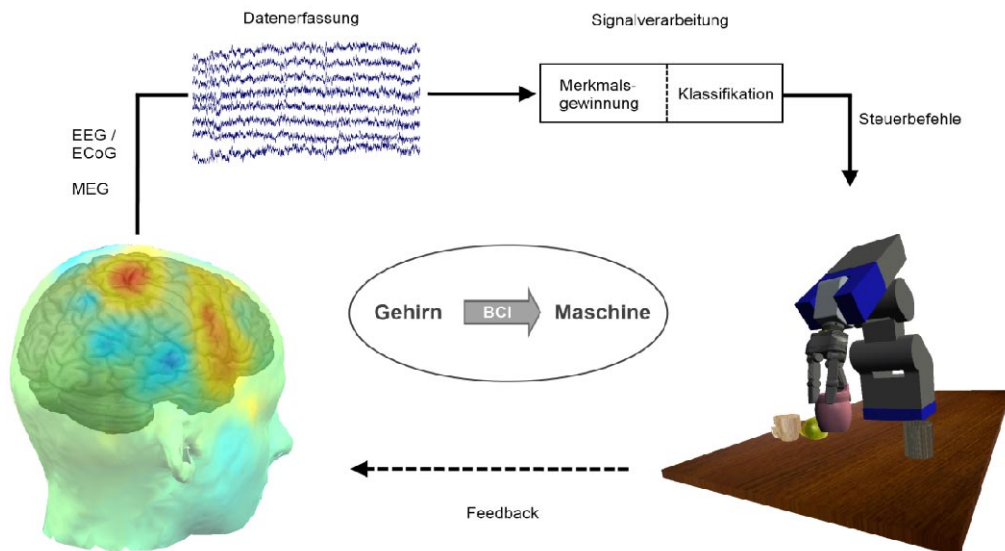 Datenerfassung
Signalverarbeitung
Merkmals-
gewinnung
Klassifikation
Steuerbefehle
EEG /
ECoG
MEG
Gehirn
BCI
Maschine
Feedback